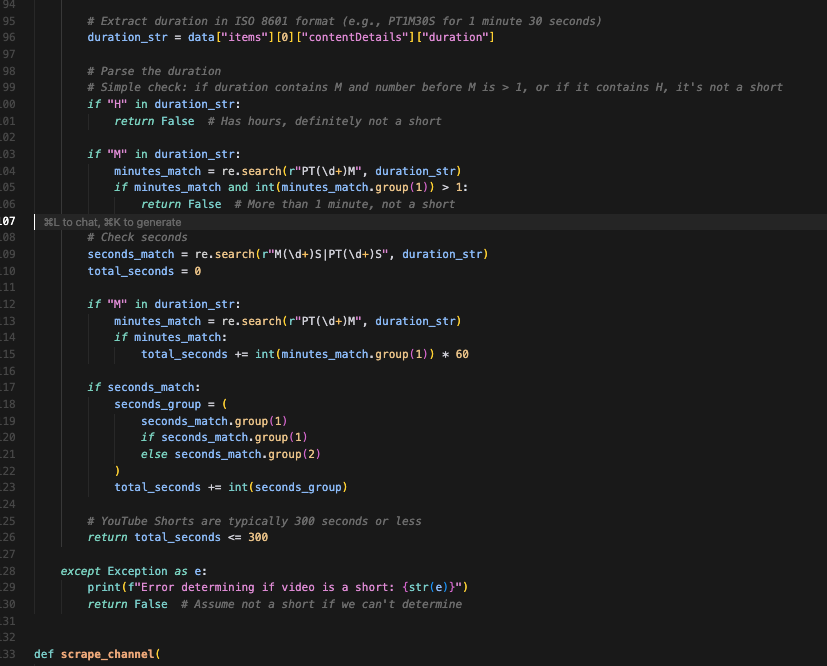 94
95 # Extract duration in ISO 8601 format (e.g., PT1M30S for 1 minute 30 seconds)
96 duration_str = data["items"][0]["contentDetails"]["duration"]
97
98 # Parse the duration
99 # Simple check: if duration contains M and number before M is > 1, or if it contains H, it's not a short
00 if "H" in duration_str:
01 return False # Has hours, definitely not a short
02
03 if "M" in duration_str:
04 minutes_match = re.search(r"PT(\d+)M", duration_str)
05 if minutes_match and int(minutes_match.group(1)) > 1:
06 return False # More than 1 minute, not a short
107 ⌘L to chat, ⌘K to generate
08 # Check seconds
09 seconds_match = re.search(r"M(\d+)S|PT(\d+)S", duration_str)
10 total_seconds = 0
11
12 if "M" in duration_str:
13 minutes_match = re.search(r"PT(\d+)M", duration_str)
14 if minutes_match:
15 total_seconds += int(minutes_match.group(1)) * 60
16
17 if seconds_match:
18 seconds_group = (
19 seconds_match.group(1)
20 if seconds_match.group(1)
21 else seconds_match.group(2)
22 )
23 total_seconds += int(seconds_group)
24
25 # YouTube Shorts are typically 300 seconds or less
26 return total_seconds <= 300
27
28 except Exception as e:
29 print(f"Error determining if video is a short: {str(e)}")
30 return False # Assume not a short if we can't determine
31
32
33 def scrape_channel(